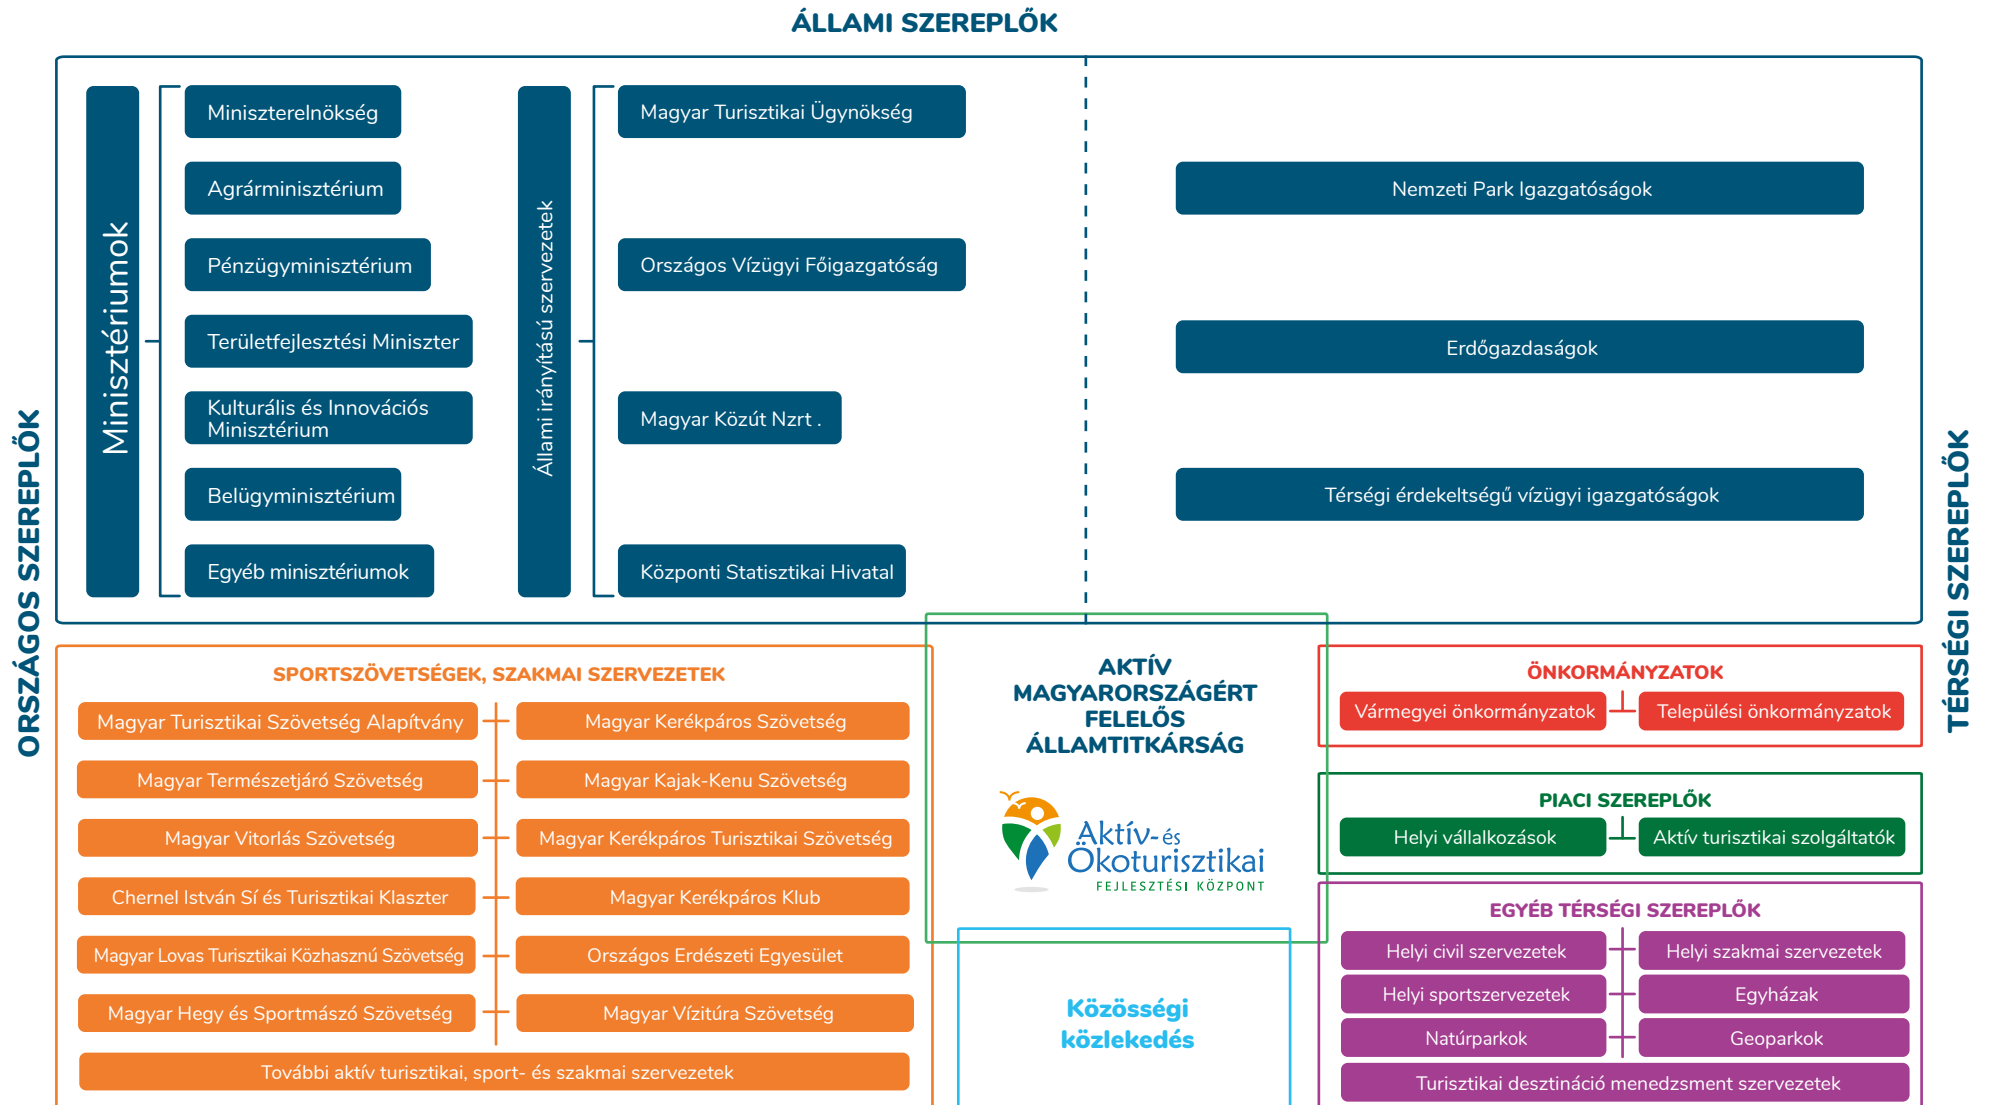 ÁLLAMI SZEREPLŐK
ORSZÁGOS SZEREPLŐK
TÉRSÉGI SZEREPLŐK
Minisztériumok
Miniszterelnökség
Agrárminisztérium
Pénzügyminisztérium
Területfejlesztési Miniszter
Kulturális és Innovációs
Minisztérium
Belügyminisztérium
Egyéb minisztériumok
Állami irányítású szervezetek
Magyar Turisztikai Ügynökség
Országos Vízügyi Főigazgatóság
Magyar Közút Nzrt .
Központi Statisztikai Hivatal
Nemzeti Park Igazgatóságok
Erdőgazdaságok
Térségi érdekeltségű vízügyi igazgatóságok
SPORTSZÖVETSÉGEK, SZAKMAI SZERVEZETEK
Magyar Turisztikai Szövetség Alapítvány
Magyar Kerékpáros Szövetség
Magyar Természetjáró Szövetség
Magyar Kajak-Kenu Szövetség
Magyar Vitorlás Szövetség
Magyar Kerékpáros Turisztikai Szövetség
Chernel István Sí és Turisztikai Klaszter
Magyar Kerékpáros Klub
Magyar Lovas Turisztikai Közhasznú Szövetség
Országos Erdészeti Egyesület
Magyar Hegy és Sportmászó Szövetség
Magyar Vízitúra Szövetség
További aktív turisztikai, sport- és szakmai szervezetek
AKTÍV
MAGYARORSZÁGÉRT
FELELŐS
ÁLLAMTITKÁRSÁG
Aktív-és
Ökoturisztikai
FEJLESZTÉSI KÖZPONT
Közösségi
közlekedés
ÖNKORMÁNYZATOK
Vármegyei önkormányzatok
Települési önkormányzatok
PIACI SZEREPLŐK
Helyi vállalkozások
Aktív turisztikai szolgáltatók
EGYÉB TÉRSÉGI SZEREPLŐK
Helyi civil szervezetek
Helyi szakmai szervezetek
Helyi sportszervezetek
Egyházak
Natúrparkok
Geoparkok
Turisztikai desztináció menedzsment szervezetek